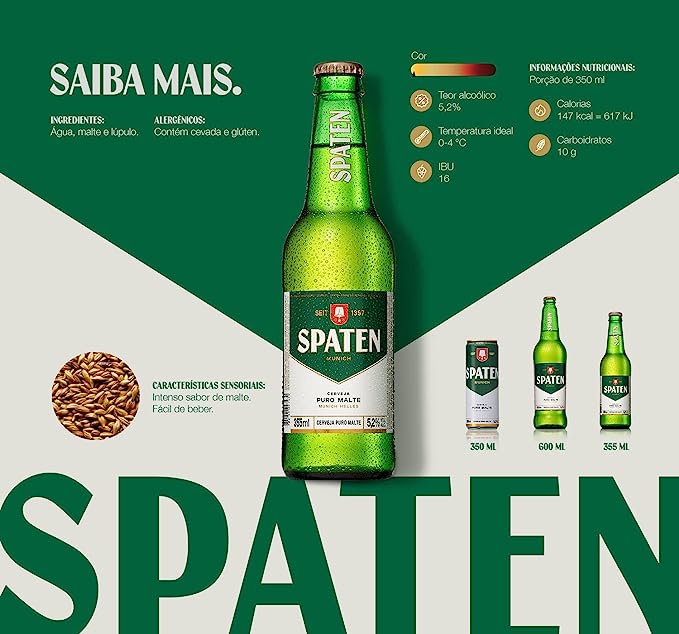 SAIBA MAIS.
INGREDIENTES:
Água, malte e lúpulo.
ALERGÊNICOS:
Contém cevada e glúten.
Cor
Teor alcoólico
5,2%
Temperatura ideal
0-4 °C
IBU
16
INFORMAÇÕES NUTRICIONAIS:
Porção de 350 ml
Calorias
147 kcal = 617 kJ
Carboidratos
10 g
SPATEN
SEIT 1397
SPATEN
MUNICH
CERVEJA
PURO MALTE
MUNICH HELLES
355ml
CERVEJA PURO MALTE
5,2%
CARACTERÍSTICAS SENSORIAIS:
Intenso sabor de malte.
Fácil de beber.
SPATEN
MUNICH
SPATEN
SPATEN
SPATEN
SPATEN
350 ML
600 ML
355 ML
SPATEN